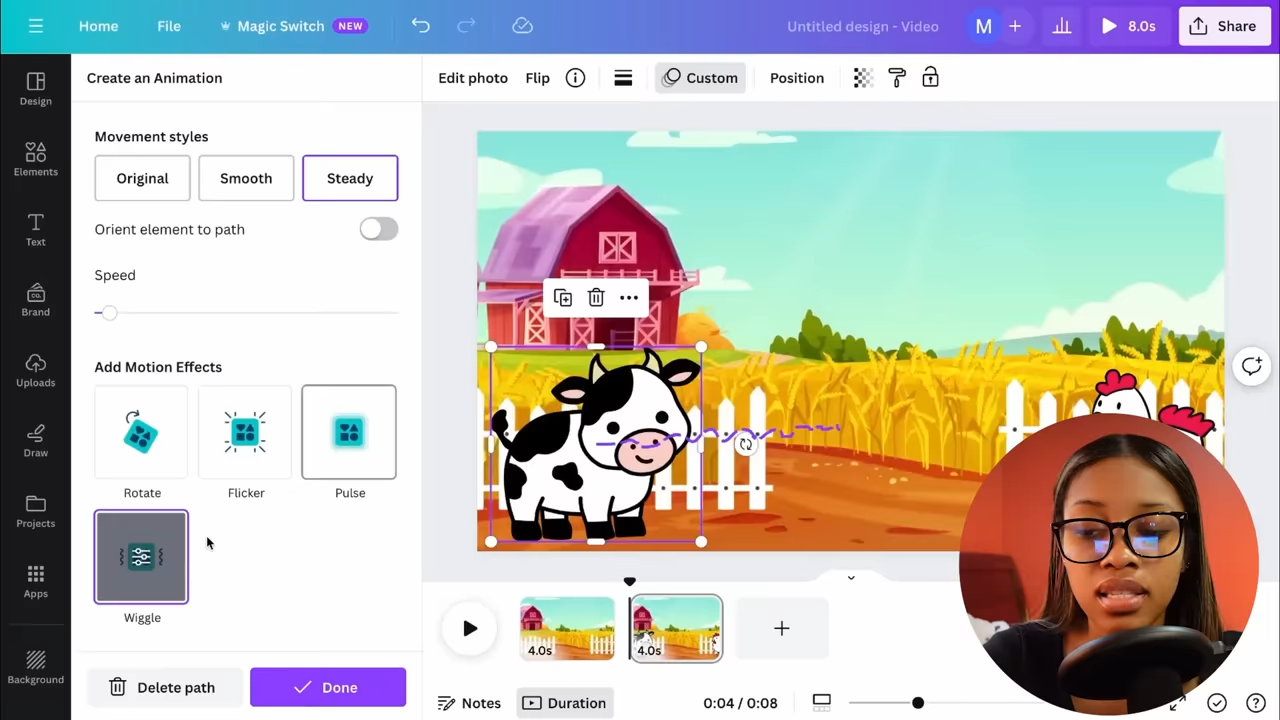 Home
File
Magic Switch NEW
Untitled design - Video
M
8.0s
Share
Design
Elements
Text
Brand
CO.
Uploads
Draw
Projects
Apps
Background
Create an Animation
Movement styles
Original
Smooth
Steady
Orient element to path
Speed
Add Motion Effects
Rotate
Flicker
Pulse
Wiggle
Delete path
Done
Edit photo
Flip
Custom
Position
4.0s
4.0s
Notes
Duration
0:04 / 0:08